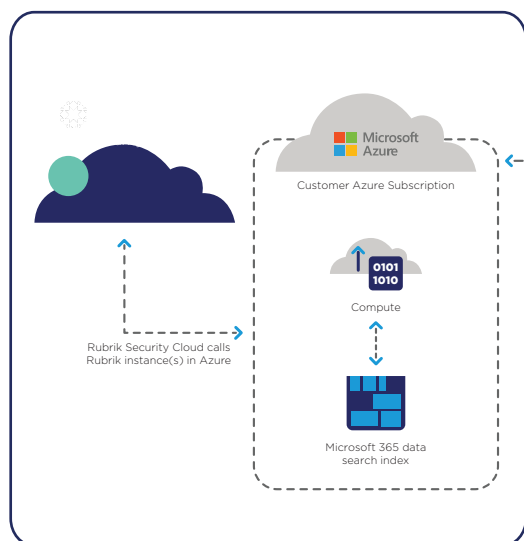 Microsoft
Azure
Customer Azure Subscription
0101
1010
Compute
Rubrik Security Cloud calls
Rubrik instance(s) in Azure
Microsoft 365 data
search index